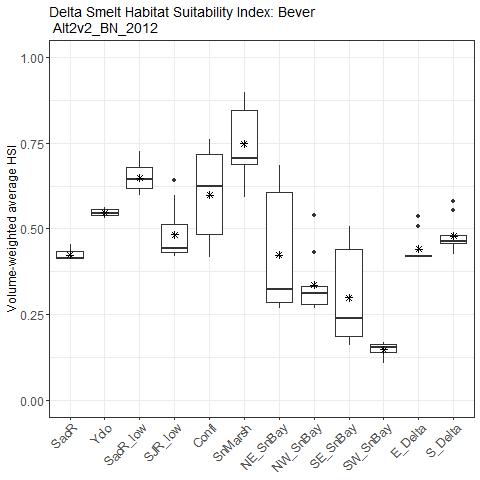 Delta Smelt Habitat Suitability Index: Bever
Alt2v2_BN_2012
Volume-weighted average HSI
1.00
0.75
0.50
0.25
0.00
SacR
Yolo
SacR_low
SJR_low
Confl
SnMarsh
NE_SnBay
NW_SnBay
SE_SnBay
SW_SnBay
E_Delta
S_Delta